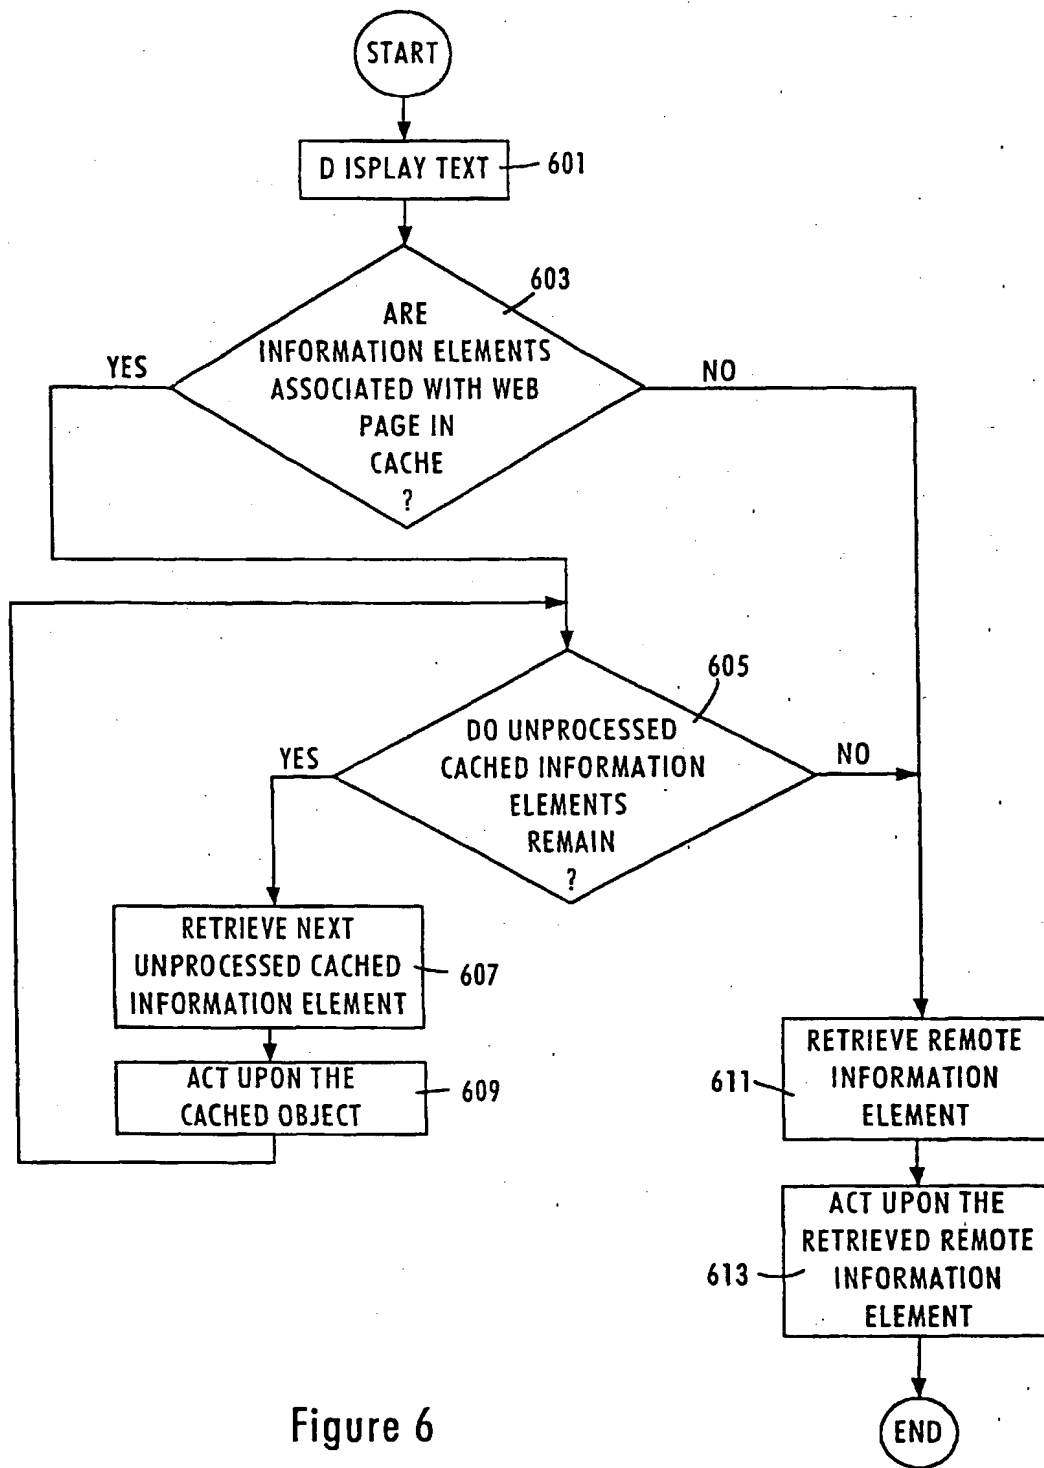 START
D ISPLAY TEXT
601
603
ARE
INFORMATION ELEMENTS
ASSOCIATED WITH WEB
PAGE IN
CACHE
?
YES
NO
605
DO UNPROCESSED
CACHED INFORMATION
ELEMENTS
REMAIN
?
YES
NO
RETRIEVE NEXT
UNPROCESSED CACHED
INFORMATION ELEMENT
607
ACT UPON THE
CACHED OBJECT
609
RETRIEVE REMOTE
INFORMATION
ELEMENT
611
ACT UPON THE
RETRIEVED REMOTE
INFORMATION
ELEMENT
613
END
Figure 6